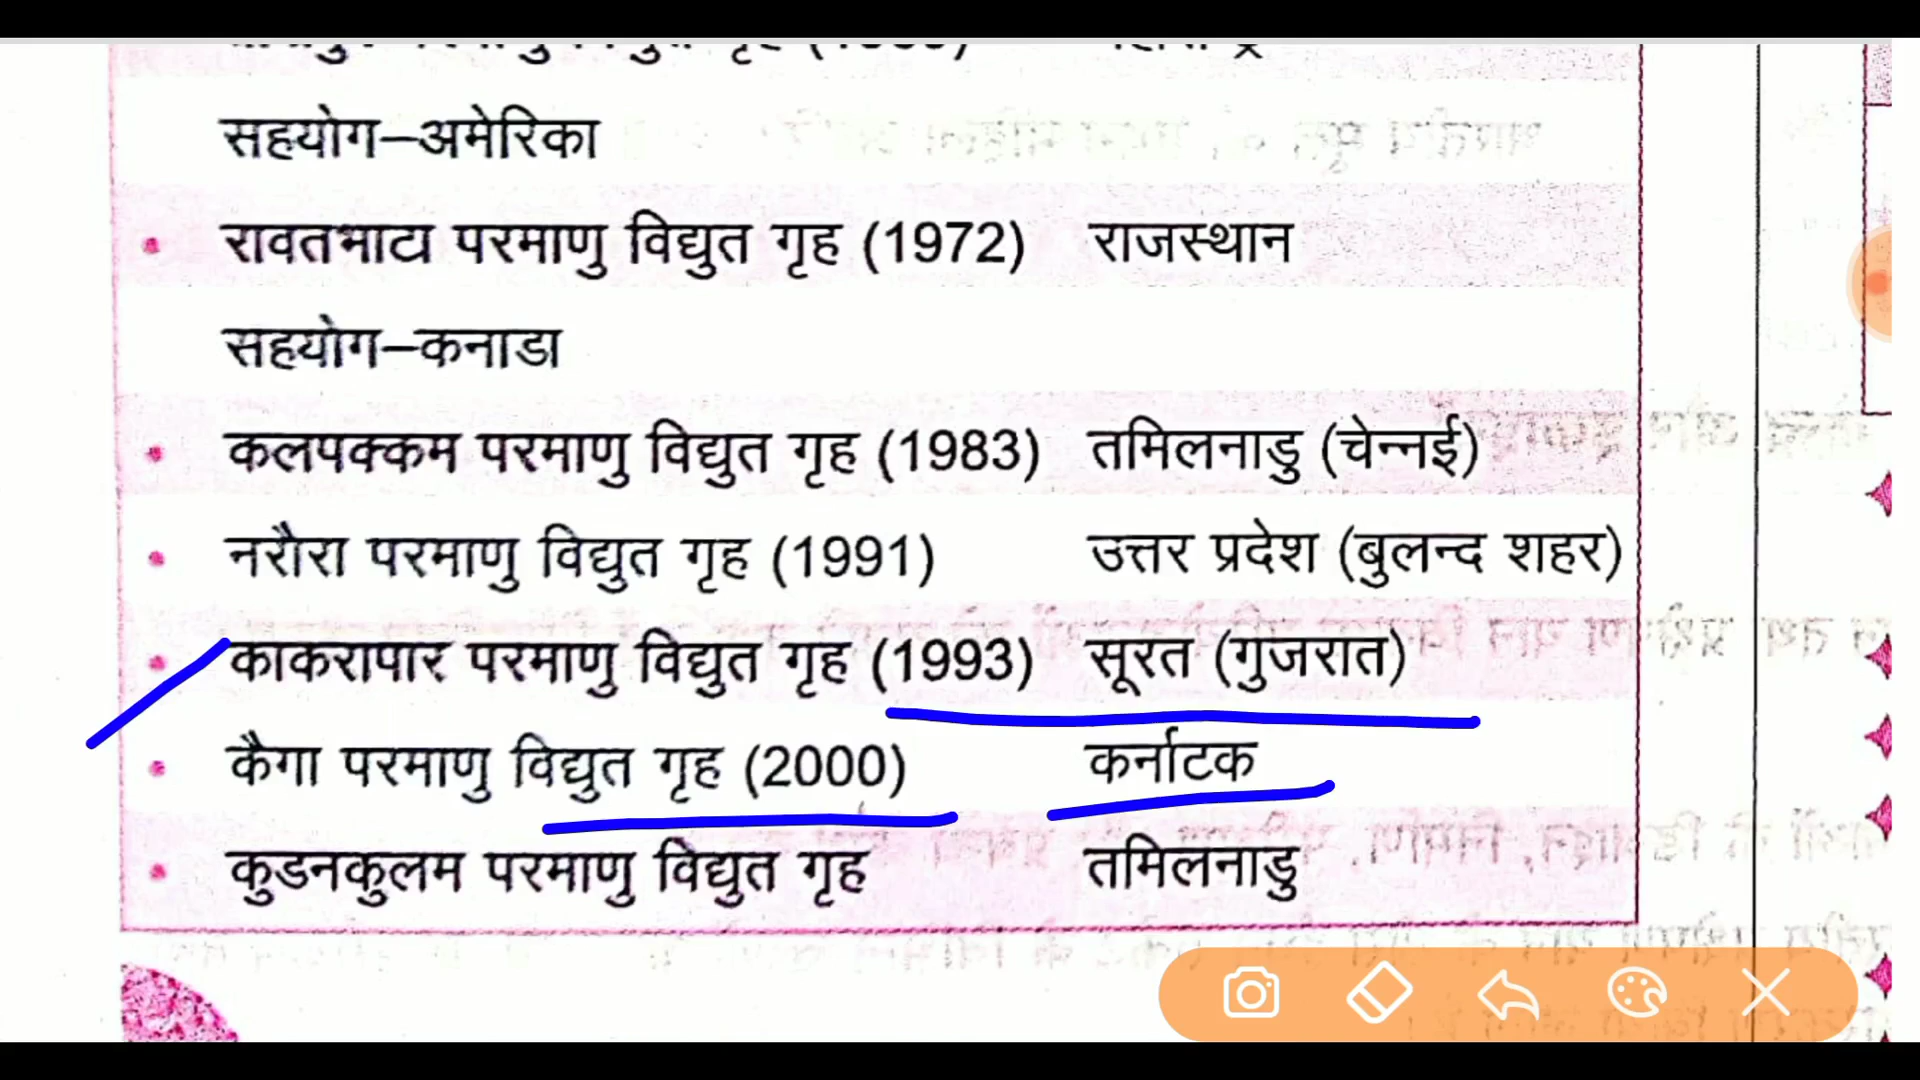 सहयोग–अमेरिका
• रावतभाटा परमाणु विद्युत गृह (1972) राजस्थान
सहयोग–कनाडा
• कलपक्कम परमाणु विद्युत गृह (1983) तमिलनाडु (चेन्नई)
• नरौरा परमाणु विद्युत गृह (1991) उत्तर प्रदेश (बुलन्द शहर)
• काकरापार परमाणु विद्युत गृह (1993) सूरत (गुजरात)
• कैगा परमाणु विद्युत गृह (2000) कर्नाटक
• कुडनकुलम परमाणु विद्युत गृह तमिलनाडु